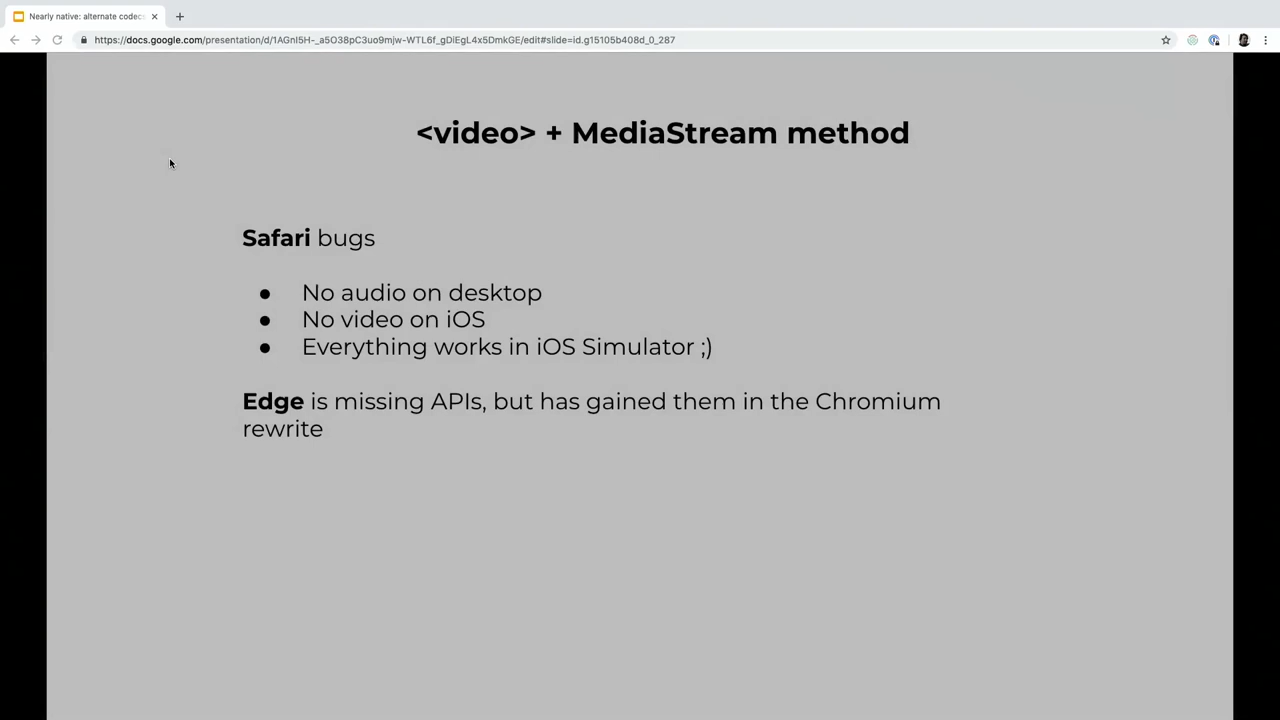 Nearly native: alternate codecs
https://docs.google.com/presentation/d/1AGnI5H-_a5O38pC3uo9mjw-WTL6f_gDiEgL4x5DmkGE/edit#slide=id.g15105b408d_0_287
<video> + MediaStream method
Safari bugs
● No audio on desktop
● No video on iOS
● Everything works in iOS Simulator ;)
Edge is missing APIs, but has gained them in the Chromium
rewrite